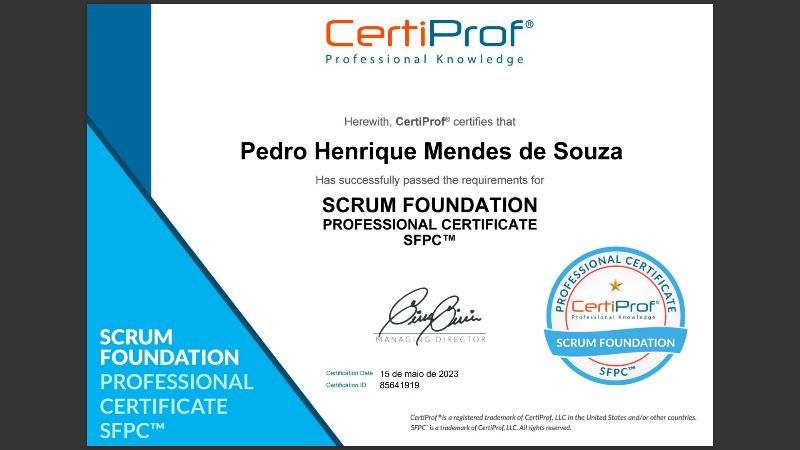 CertiProf®
Professional Knowledge
Herewith, CertiProf® certifies that
Pedro Henrique Mendes de Souza
Has successfully passed the requirements for
SCRUM FOUNDATION
PROFESSIONAL CERTIFICATE
SFPC™
MANAGING DIRECTOR
Certification Date 15 de maio de 2023
Certification ID 85641919
SCRUM
FOUNDATION
PROFESSIONAL
CERTIFICATE
SFPC™
PROFESSIONAL CERTIFICATE
CertiProf®
Professional Knowledge
SCRUM FOUNDATION
SFPC™
CertiProf® is a registered trademark of CertiProf, LLC in the United States and/or other countries.
SFPC™ is a trademark of CertiProf, LLC. All rights reserved.